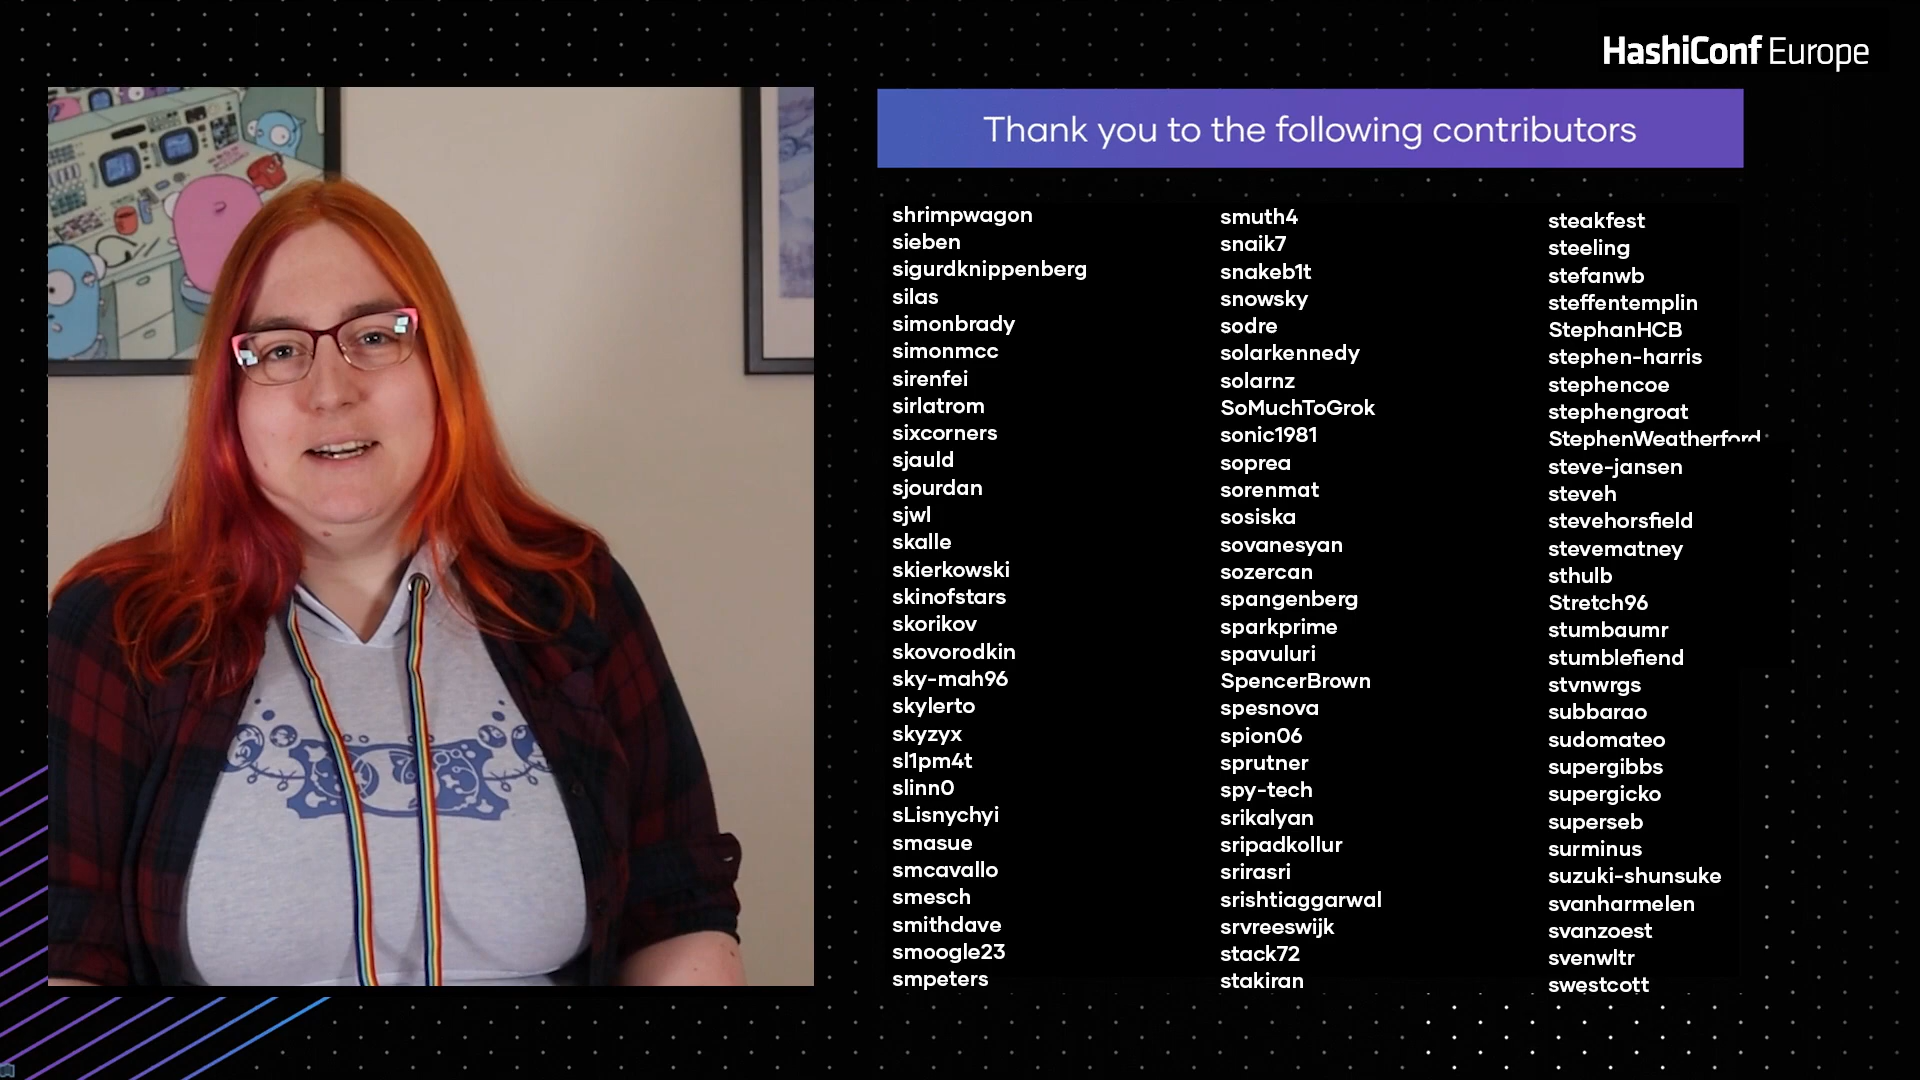 HashiConf Europe
Thank you to the following contributors
shrimpwagon
sieben
sigurdknippenberg
silas
simonbrady
simonmcc
sirenfei
sirlatrom
sixcorners
sjauld
sjourdan
sjwl
skalle
skierkowski
skinofstars
skorikov
skovorodkin
sky-mah96
skylerto
skyzyx
sl1pm4t
slinn0
sLisnychyi
smasue
smcavallo
smesch
smithdave
smoogle23
smpeters
smuth4
snaik7
snakeb1t
snowsky
sodre
solarkennedy
solarnz
SoMuchToGrok
sonic1981
soprea
sorenmat
sosiska
sovanesyan
sozercan
spangenberg
sparkprime
spavuluri
SpencerBrown
spesnova
spion06
sprutner
spy-tech
srikalyan
sripadkollur
srirasri
srishtiaggarwal
srvreeswijk
stack72
stakiran
steakfest
steeling
stefanwb
steffentemplin
StephanHCB
stephen-harris
stephencoe
stephengroat
StephenWeatherford
steve-jansen
steveh
stevehorsfield
stevematney
sthulb
Stretch96
stumbaumr
stumblefiend
stvnwrgs
subbarao
sudomateo
supergibbs
supergicko
superseb
surminus
suzuki-shunsuke
svanharmelen
svanzoest
svenwltr
swestcott